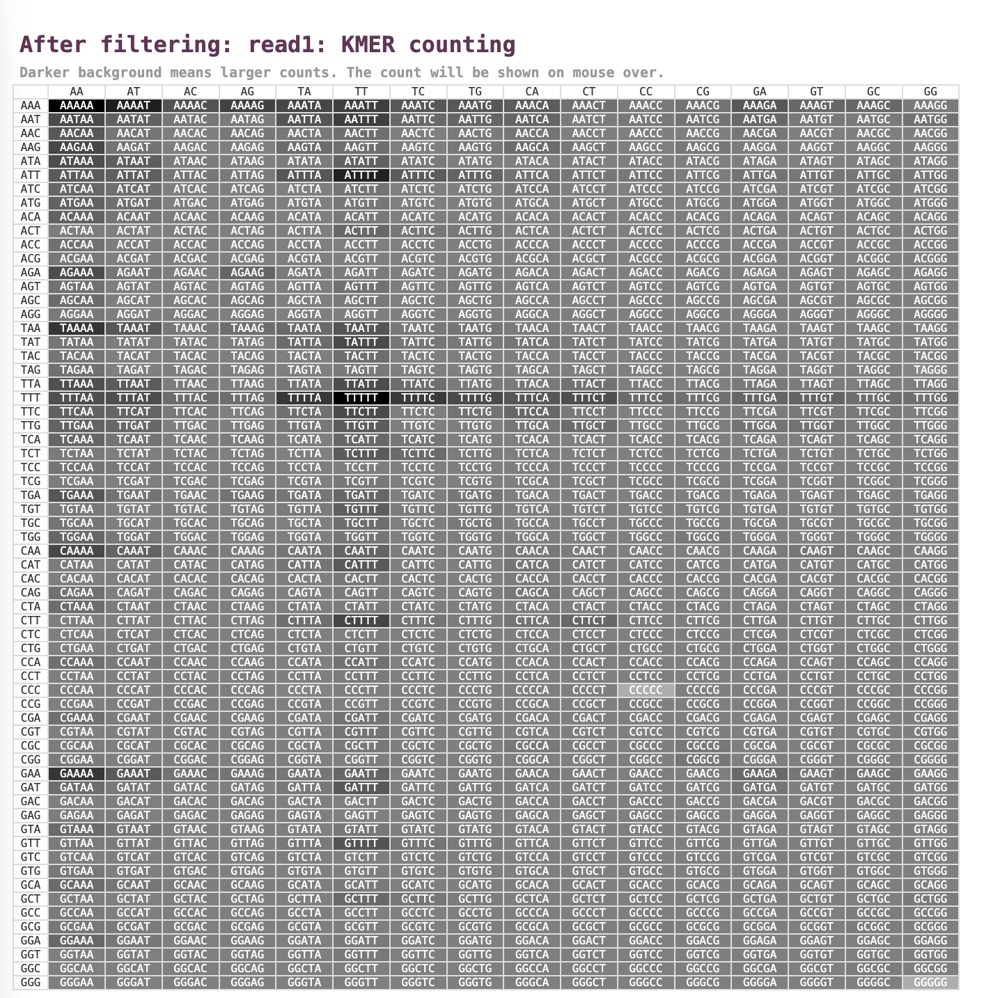 After filtering: read1: KMER counting
Darker background means larger counts. The count will be shown on mouse over.
AA AT AC AG TA TT TC TG CA CT CC CG GA GT GC GG
AAA AAAAA AAAAT AAAAC AAAAG AAATA AAATT AAATC AAATG AAACA AAACT AAACC AAACG AAAGA AAAGT AAAGC AAAGG
AAT AATAA AATAT AATAC AATAG AATTA AATTT AATTC AATTG AATCA AATCT AATCC AATCG AATGA AATGT AATGC AATGG
AAC AACAA AACAT AACAC AACAG AACTA AACTT AACTC AACTG AACCA AACCT AACCC AACCG AACGA AACGT AACGC AACGG
AAG AAGAA AAGAT AAGAC AAGAG AAGTA AAGTT AAGTC AAGTG AAGCA AAGCT AAGCC AAGCG AAGGA AAGGT AAGGC AAGGG
ATA ATAAA ATAAT ATAAC ATAAG ATATA ATATT ATATC ATATG ATACA ATACT ATACC ATACG ATAGA ATAGT ATAGC ATAGG
ATT ATTAA ATTAT ATTAC ATTAG ATTTA ATTTT ATTTC ATTTG ATTCA ATTCT ATTCC ATTCG ATTGA ATTGT ATTGC ATTGG
ATC ATCAA ATCAT ATCAC ATCAG ATCTA ATCTT ATCTC ATCTG ATCCA ATCCT ATCCC ATCCG ATCGA ATCGT ATCGC ATCGG
ATG ATGAA ATGAT ATGAC ATGAG ATGTA ATGTT ATGTC ATGTG ATGCA ATGCT ATGCC ATGCG ATGGA ATGGT ATGGC ATGGG
ACA ACAAA ACAAT ACAAC ACAAG ACATA ACATT ACATC ACATG ACACA ACACT ACACC ACACG ACAGA ACAGT ACAGC ACAGG
ACT ACTAA ACTAT ACTAC ACTAG ACTTA ACTTT ACTTC ACTTG ACTCA ACTCT ACTCC ACTCG ACTGA ACTGT ACTGC ACTGG
ACC ACCAA ACCAT ACCAC ACCAG ACCTA ACCTT ACCTC ACCTG ACCCA ACCCT ACCCC ACCCG ACCGA ACCGT ACCGC ACCGG
ACG ACGAA ACGAT ACGAC ACGAG ACGTA ACGTT ACGTC ACGTG ACGCA ACGCT ACGCC ACGCG ACGGA ACGGT ACGGC ACGGG
AGA AGAAA AGAAT AGAAC AGAAG AGATA AGATT AGATC AGATG AGACA AGACT AGACC AGACG AGAGA AGAGT AGAGC AGAGG
AGT AGTAA AGTAT AGTAC AGTAG AGTTA AGTTT AGTTC AGTTG AGTCA AGTCT AGTCC AGTCG AGTGA AGTGT AGTGC AGTGG
AGC AGCAA AGCAT AGCAC AGCAG AGCTA AGCTT AGCTC AGCTG AGCCA AGCCT AGCCC AGCCG AGCGA AGCGT AGCGC AGCGG
AGG AGGAA AGGAT AGGAC AGGAG AGGTA AGGTT AGGTC AGGTG AGGCA AGGCT AGGCC AGGCG AGGGA AGGGT AGGGC AGGGG
TAA TAAAA TAAAT TAAAC TAAAG TAATA TAATT TAATC TAATG TAACA TAACT TAACC TAACG TAAGA TAAGT TAAGC TAAGG
TAT TATAA TATAT TATAC TATAG TATTA TATTT TATTC TATTG TATCA TATCT TATCC TATCG TATGA TATGT TATGC TATGG
TAC TACAA TACAT TACAC TACAG TACTA TACTT TACTC TACTG TACCA TACCT TACCC TACCG TACGA TACGT TACGC TACGG
TAG TAGAA TAGAT TAGAC TAGAG TAGTA TAGTT TAGTC TAGTG TAGCA TAGCT TAGCC TAGCG TAGGA TAGGT TAGGC TAGGG
TTA TTAAA TTAAT TTAAC TTAAG TTATA TTATT TTATC TTATG TTACA TTACT TTACC TTACG TTAGA TTAGT TTAGC TTAGG
TTT TTTAA TTTAT TTTAC TTTAG TTTTA TTTTT TTTTC TTTTG TTTCA TTTCT TTTCC TTTCG TTTGA TTTGT TTTGC TTTGG
TTC TTCAA TTCAT TTCAC TTCAG TTCTA TTCTT TTCTC TTCTG TTCCA TTCCT TTCCC TTCCG TTCGA TTCGT TTCGC TTCGG
TTG TTGAA TTGAT TTGAC TTGAG TTGTA TTGTT TTGTC TTGTG TTGCA TTGCT TTGCC TTGCG TTGGA TTGGT TTGGC TTGGG
TCA TCAAA TCAAT TCAAC TCAAG TCATA TCATT TCATC TCATG TCACA TCACT TCACC TCACG TCAGA TCAGT TCAGC TCAGG
TCT TCTAA TCTAT TCTAC TCTAG TCTTA TCTTT TCTTC TCTTG TCTCA TCTCT TCTCC TCTCG TCTGA TCTGT TCTGC TCTGG
TCC TCCAA TCCAT TCCAC TCCAG TCCTA TCCTT TCCTC TCCTG TCCCA TCCCT TCCCC TCCCG TCCGA TCCGT TCCGC TCCGG
TCG TCGAA TCGAT TCGAC TCGAG TCGTA TCGTT TCGTC TCGTG TCGCA TCGCT TCGCC TCGCG TCGGA TCGGT TCGGC TCGGG
TGA TGAAA TGAAT TGAAC TGAAG TGATA TGATT TGATC TGATG TGACA TGACT TGACC TGACG TGAGA TGAGT TGAGC TGAGG
TGT TGTAA TGTAT TGTAC TGTAG TGTTA TGTTT TGTTC TGTTG TGTCA TGTCT TGTCC TGTCG TGTGA TGTGT TGTGC TGTGG
TGC TGCAA TGCAT TGCAC TGCAG TGCTA TGCTT TGCTC TGCTG TGCCA TGCCT TGCCC TGCCG TGCGA TGCGT TGCGC TGCGG
TGG TGGAA TGGAT TGGAC TGGAG TGGTA TGGTT TGGTC TGGTG TGGCA TGGCT TGGCC TGGCG TGGGA TGGGT TGGGC TGGGG
CAA CAAAA CAAAT CAAAC CAAAG CAATA CAATT CAATC CAATG CAACA CAACT CAACC CAACG CAAGA CAAGT CAAGC CAAGG
CAT CATAA CATAT CATAC CATAG CATTA CATTT CATTC CATTG CATCA CATCT CATCC CATCG CATGA CATGT CATGC CATGG
CAC CACAA CACAT CACAC CACAG CACTA CACTT CACTC CACTG CACCA CACCT CACCC CACCG CACGA CACGT CACGC CACGG
CAG CAGAA CAGAT CAGAC CAGAG CAGTA CAGTT CAGTC CAGTG CAGCA CAGCT CAGCC CAGCG CAGGA CAGGT CAGGC CAGGG
CTA CTAAA CTAAT CTAAC CTAAG CTATA CTATT CTATC CTATG CTACA CTACT CTACC CTACG CTAGA CTAGT CTAGC CTAGG
CTT CTTAA CTTAT CTTAC CTTAG CTTTA CTTTT CTTTC CTTTG CTTCA CTTCT CTTCC CTTCG CTTGA CTTGT CTTGC CTTGG
CTC CTCAA CTCAT CTCAC CTCAG CTCTA CTCTT CTCTC CTCTG CTCCA CTCCT CTCCC CTCCG CTCGA CTCGT CTCGC CTCGG
CTG CTGAA CTGAT CTGAC CTGAG CTGTA CTGTT CTGTC CTGTG CTGCA CTGCT CTGCC CTGCG CTGGA CTGGT CTGGC CTGGG
CCA CCAAA CCAAT CCAAC CCAAG CCATA CCATT CCATC CCATG CCACA CCACT CCACC CCACG CCAGA CCAGT CCAGC CCAGG
CCT CCTAA CCTAT CCTAC CCTAG CCTTA CCTTT CCTTC CCTTG CCTCA CCTCT CCTCC CCTCG CCTGA CCTGT CCTGC CCTGG
CCC CCCAA CCCAT CCCAC CCCAG CCCTA CCCTT CCCTC CCCTG CCCCA CCCCT CCCCC CCCCG CCCGA CCCGT CCCGC CCCGG
CCG CCGAA CCGAT CCGAC CCGAG CCGTA CCGTT CCGTC CCGTG CCGCA CCGCT CCGCC CCGCG CCGGA CCGGT CCGGC CCGGG
CGA CGAAA CGAAT CGAAC CGAAG CGATA CGATT CGATC CGATG CGACA CGACT CGACC CGACG CGAGA CGAGT CGAGC CGAGG
CGT CGTAA CGTAT CGTAC CGTAG CGTTA CGTTT CGTTC CGTTG CGTCA CGTCT CGTCC CGTCG CGTGA CGTGT CGTGC CGTGG
CGC CGCAA CGCAT CGCAC CGCAG CGCTA CGCTT CGCTC CGCTG CGCCA CGCCT CGCCC CGCCG CGCGA CGCGT CGCGC CGCGG
CGG CGGAA CGGAT CGGAC CGGAG CGGTA CGGTT CGGTC CGGTG CGGCA CGGCT CGGCC CGGCG CGGGA CGGGT CGGGC CGGGG
GAA GAAAA GAAAT GAAAC GAAAG GAATA GAATT GAATC GAATG GAACA GAACT GAACC GAACG GAAGA GAAGT GAAGC GAAGG
GAT GATAA GATAT GATAC GATAG GATTA GATTT GATTC GATTG GATCA GATCT GATCC GATCG GATGA GATGT GATGC GATGG
GAC GACAA GACAT GACAC GACAG GACTA GACTT GACTC GACTG GACCA GACCT GACCC GACCG GACGA GACGT GACGC GACGG
GAG GAGAA GAGAT GAGAC GAGAG GAGTA GAGTT GAGTC GAGTG GAGCA GAGCT GAGCC GAGCG GAGGA GAGGT GAGGC GAGGG
GTA GTAAA GTAAT GTAAC GTAAG GTATA GTATT GTATC GTATG GTACA GTACT GTACC GTACG GTAGA GTAGT GTAGC GTAGG
GTT GTTAA GTTAT GTTAC GTTAG GTTTA GTTTT GTTTC GTTTG GTTCA GTTCT GTTCC GTTCG GTTGA GTTGT GTTGC GTTGG
GTC GTCAA GTCAT GTCAC GTCAG GTCTA GTCTT GTCTC GTCTG GTCCA GTCCT GTCCC GTCCG GTCGA GTCGT GTCGC GTCGG
GTG GTGAA GTGAT GTGAC GTGAG GTGTA GTGTT GTGTC GTGTG GTGCA GTGCT GTGCC GTGCG GTGGA GTGGT GTGGC GTGGG
GCA GCAAA GCAAT GCAAC GCAAG GCATA GCATT GCATC GCATG GCACA GCACT GCACC GCACG GCAGA GCAGT GCAGC GCAGG
GCT GCTAA GCTAT GCTAC GCTAG GCTTA GCTTT GCTTC GCTTG GCTCA GCTCT GCTCC GCTCG GCTGA GCTGT GCTGC GCTGG
GCC GCCAA GCCAT GCCAC GCCAG GCCTA GCCTT GCCTC GCCTG GCCCA GCCCT GCCCC GCCCG GCCGA GCCGT GCCGC GCCGG
GCG GCGAA GCGAT GCGAC GCGAG GCGTA GCGTT GCGTC GCGTG GCGCA GCGCT GCGCC GCGCG GCGGA GCGGT GCGGC GCGGG
GGA GGAAA GGAAT GGAAC GGAAG GGATA GGATT GGATC GGATG GGACA GGACT GGACC GGACG GGAGA GGAGT GGAGC GGAGG
GGT GGTAA GGTAT GGTAC GGTAG GGTTA GGTTT GGTTC GGTTG GGTCA GGTCT GGTCC GGTCG GGTGA GGTGT GGTGC GGTGG
GGC GGCAA GGCAT GGCAC GGCAG GGCTA GGCTT GGCTC GGCTG GGCCA GGCCT GGCCC GGCCG GGCGA GGCGT GGCGC GGCGG
GGG GGGAA GGGAT GGGAC GGGAG GGGTA GGGTT GGGTC GGGTG GGGCA GGGCT GGGCC GGGCG GGGGA GGGGT GGGGC GGGGG